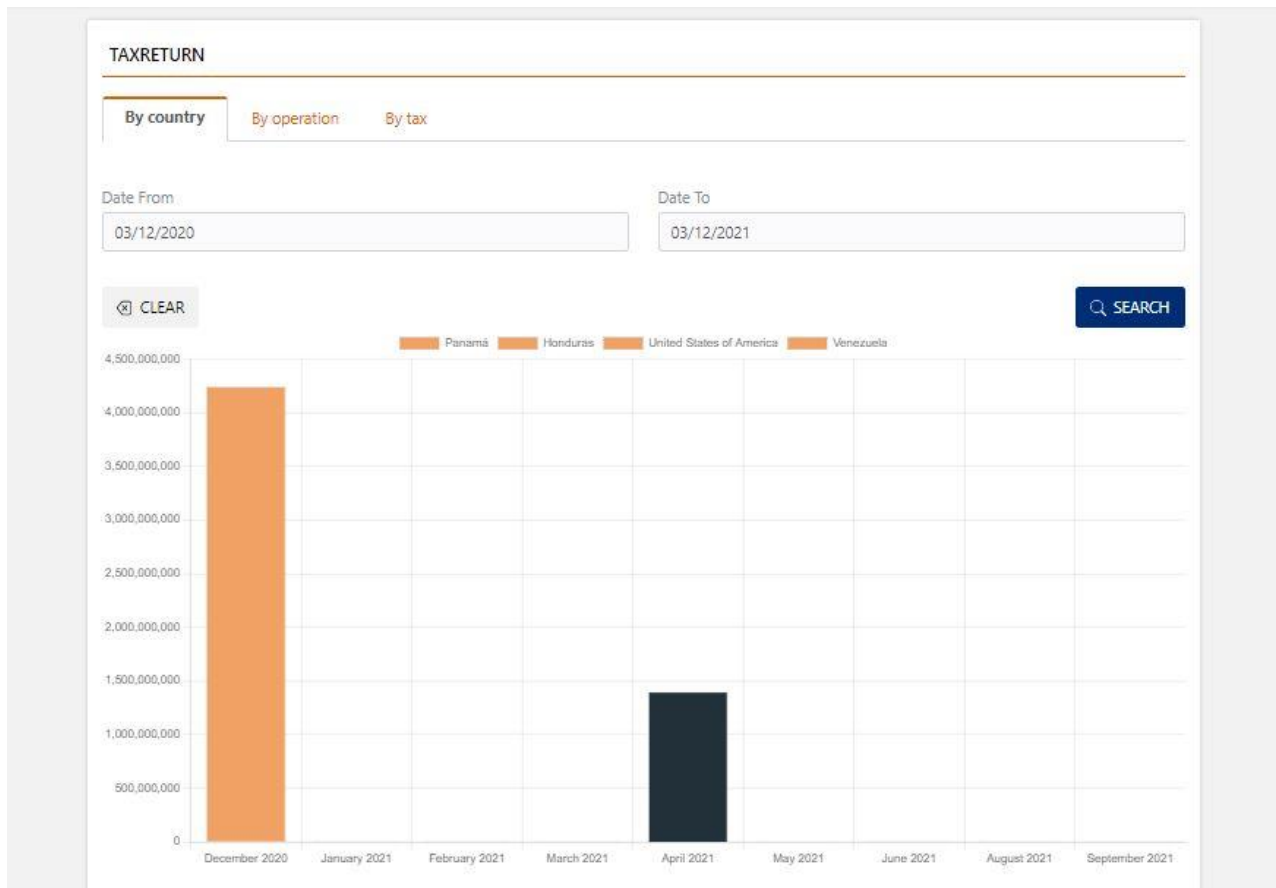 TAXRETURN
By country By operation By tax
Date From Date To
03/12/2020 03/12/2021
CLEAR SEARCH
Panamá Honduras United States of America Venezuela
4,500,000,000
4,000,000,000
3,500,000,000
3,000,000,000
2,500,000,000
2,000,000,000
1,500,000,000
1,000,000,000
500,000,000
0
December 2020 January 2021 February 2021 March 2021 April 2021 May 2021 June 2021 August 2021 September 2021